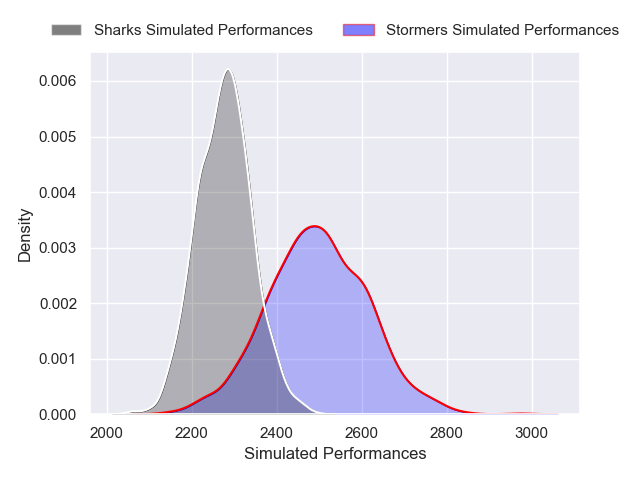 Sharks Simulated Performances Stormers Simulated Performances
0.006
0.005
0.004
0.003
0.002
0.001
0.000
Density
2000 2200 2400 2600 2800 3000
Simulated Performances